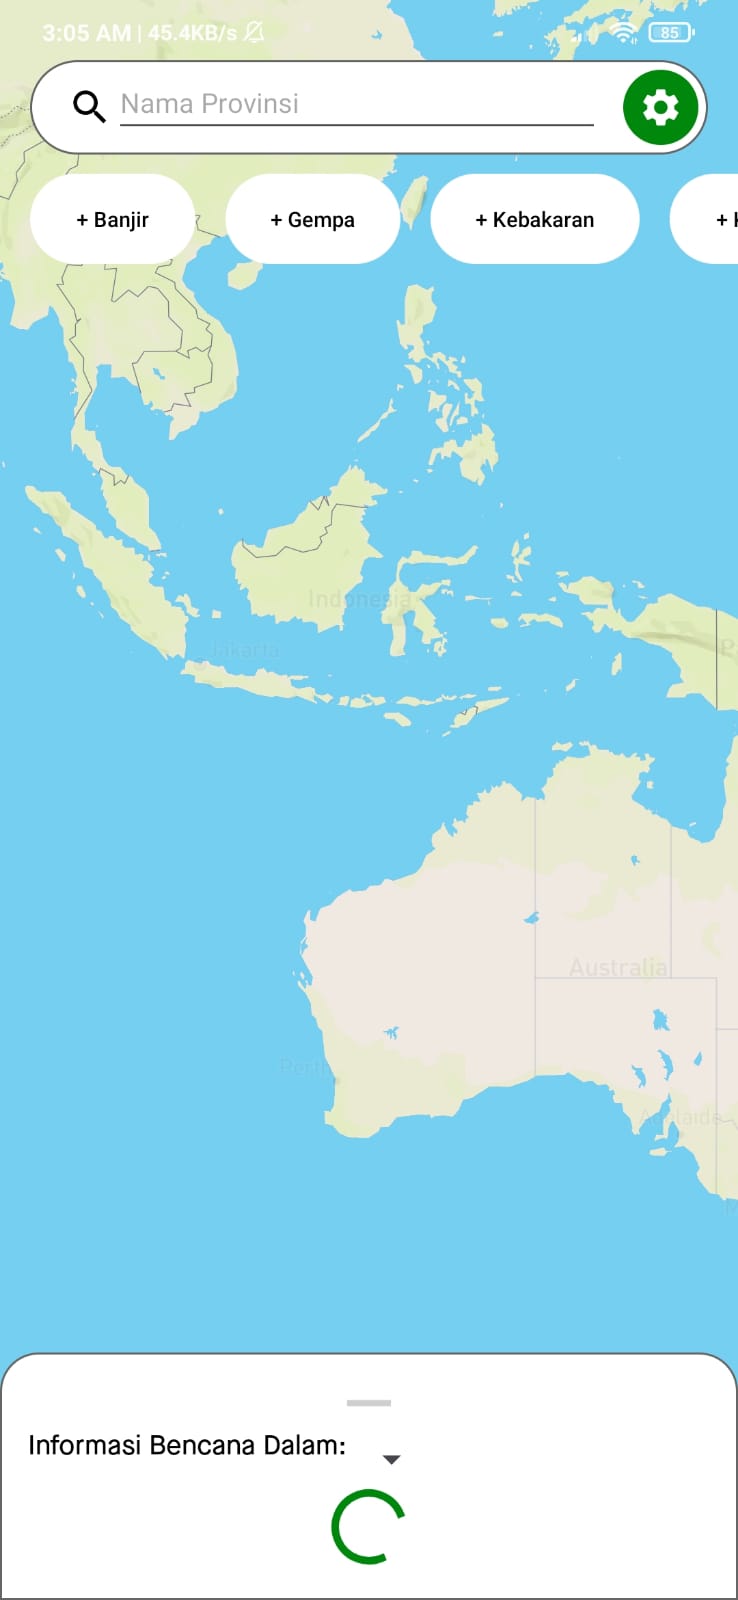 3:05 AM | 45.4KB/s
85
Nama Provinsi
+ Banjir
+ Gempa
+ Kebakaran
+
Indonesia
Jakarta
Australia
Perth
Adelaide
Informasi Bencana Dalam: